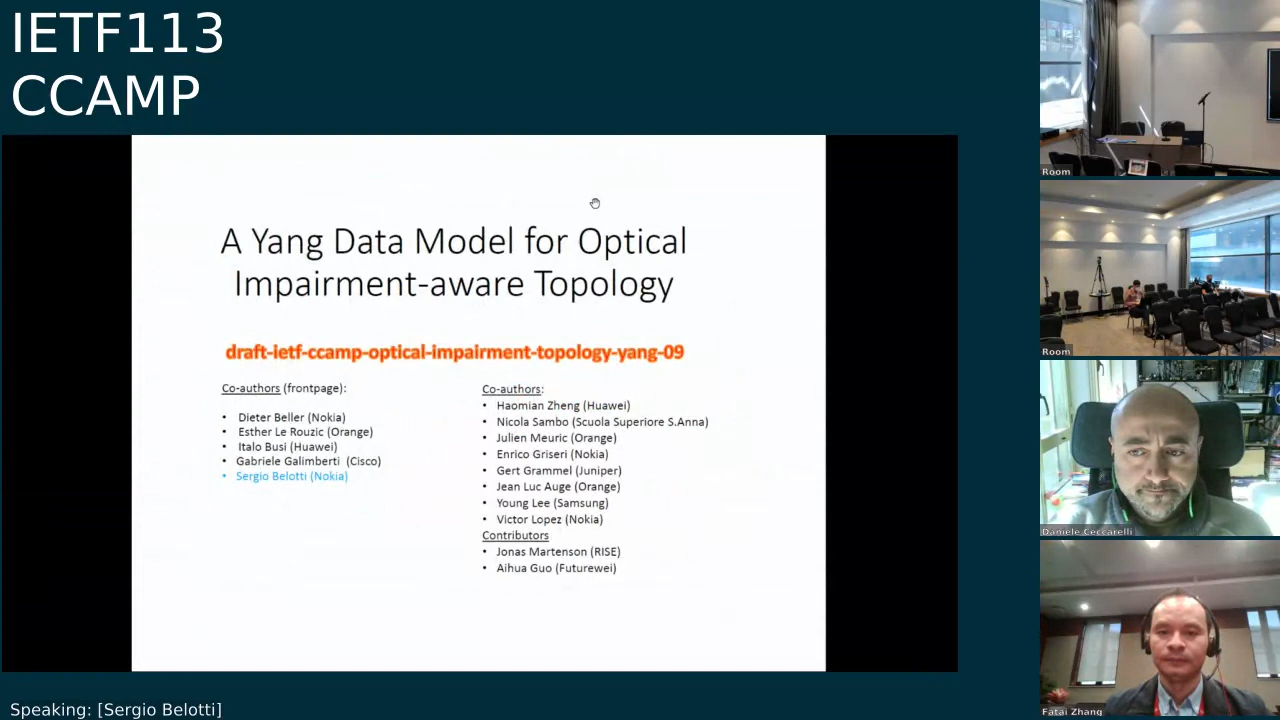 IETF113
CCAMP
A Yang Data Model for Optical
Impairment-aware Topology
draft-ietf-ccamp-optical-impairment-topology-yang-09
Co-authors (frontpage):
• Dieter Beller (Nokia)
• Esther Le Rouzic (Orange)
• Italo Busi (Huawei)
• Gabriele Galimberti (Cisco)
• Sergio Belotti (Nokia)
Co-authors:
• Haomian Zheng (Huawei)
• Nicola Sambo (Scuola Superiore S.Anna)
• Julien Meuric (Orange)
• Enrico Griseri (Nokia)
• Gert Grammel (Juniper)
• Jean Luc Auge (Orange)
• Young Lee (Samsung)
• Victor Lopez (Nokia)
Contributors
• Jonas Martenson (RISE)
• Aihua Guo (Futurewei)
Room
Room
Daniele Ceccarelli
Fatai Zhang
Speaking: [Sergio Belotti]